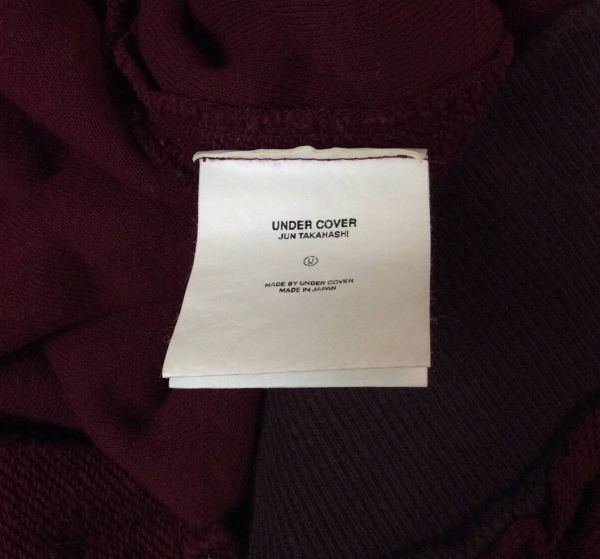 UNDER COVER
JUN TAKAHASHI
U
MADE BY UNDER COVER
MADE IN JAPAN